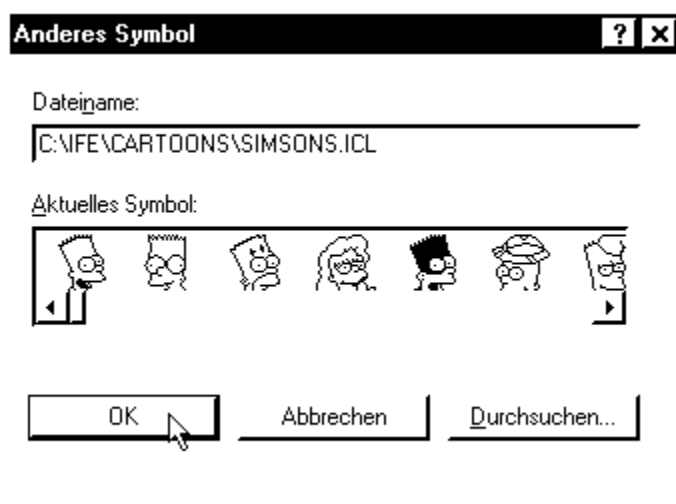 Anderes Symbol
Dateiname:
C:\IFE\CARTOONS\SIMSONS.ICL
Aktuelles Symbol:
OK Abbrechen Durchsuchen...